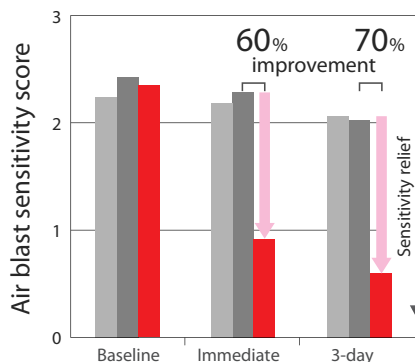 3
60% 70%
improvement
2
1
0
Air blast sensitivity score
Sensitivity relief
Baseline Immediate 3-day